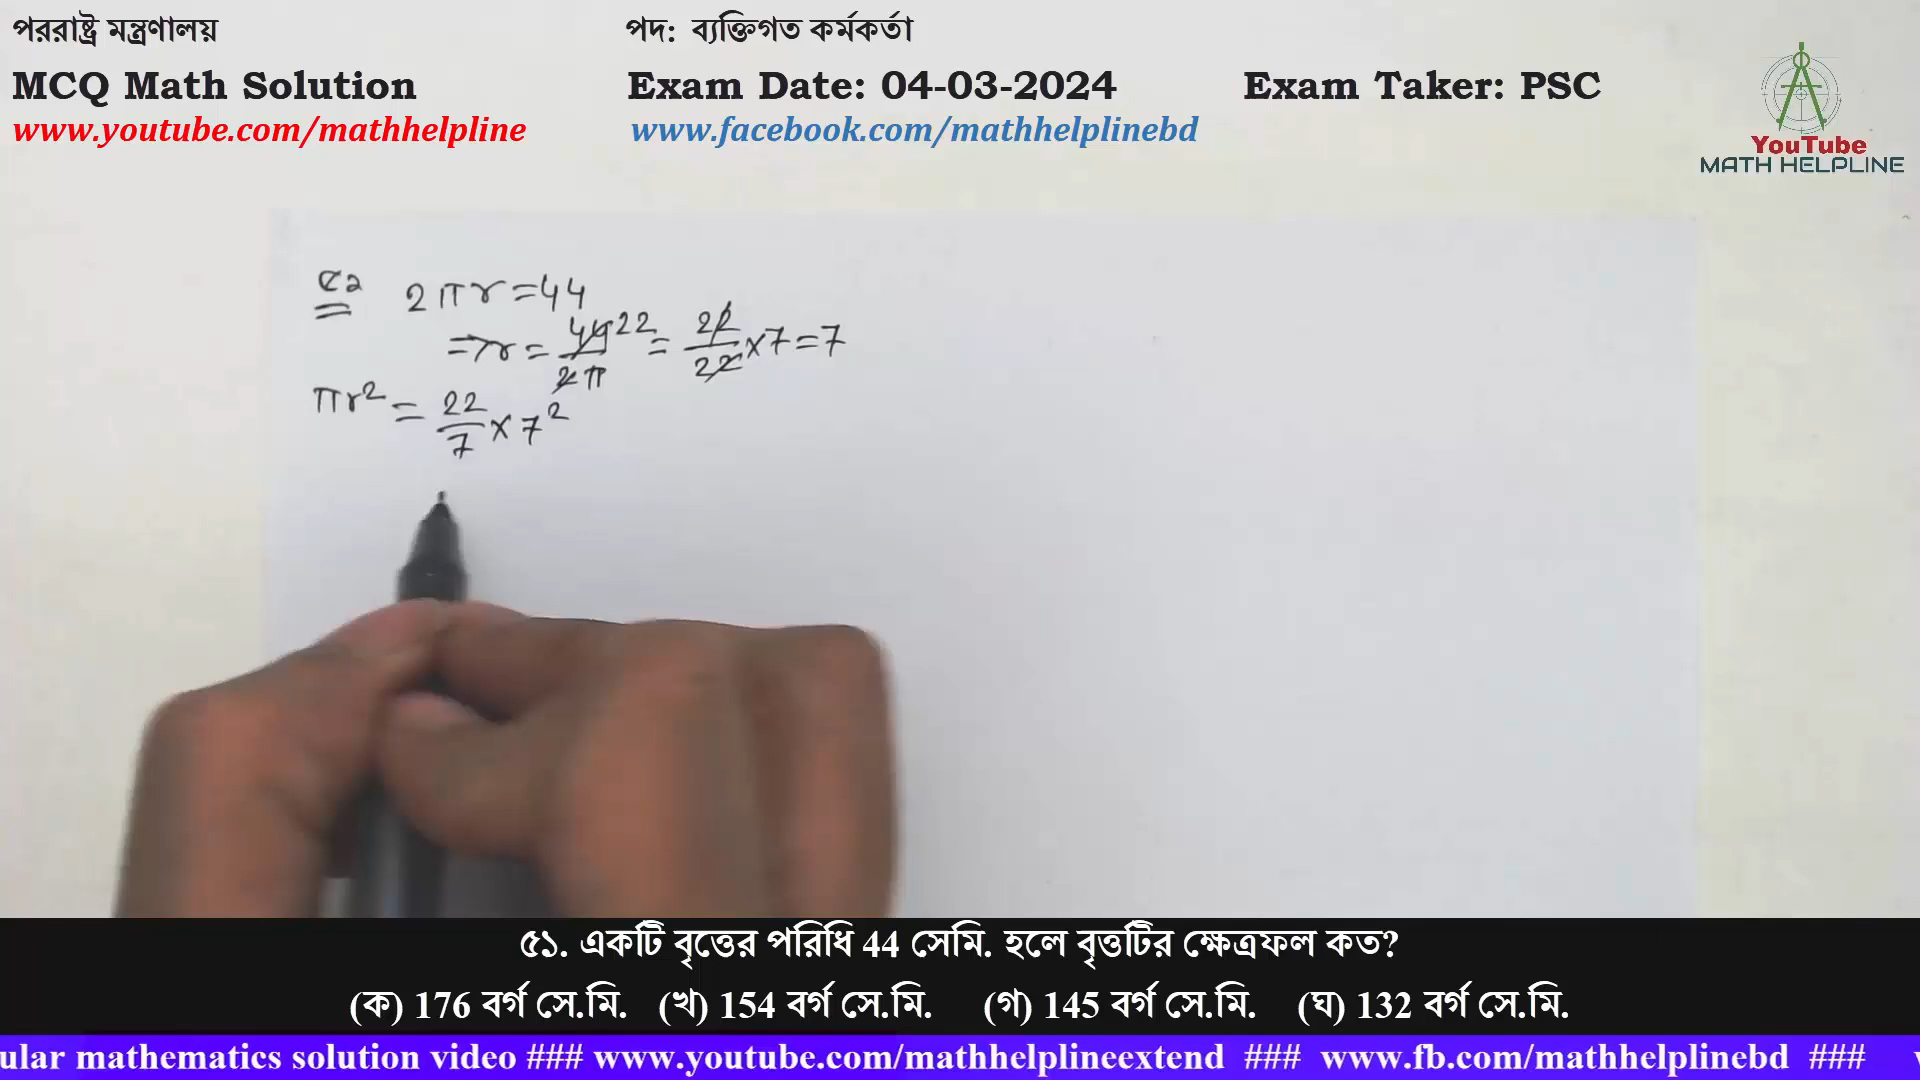 পররাষ্ট্র মন্ত্রণালয় পদ: ব্যক্তিগত কর্মকর্তা
MCQ Math Solution Exam Date: 04-03-2024 Exam Taker: PSC
www.youtube.com/mathhelpline www.facebook.com/mathhelplinebd
YouTube
MATH HELPLINE
৫১ 2πr=44
⇒r = 44/2π 22 = 22/22 ×7=7
πr² = 22/7 × 7²
৫১. একটি বৃত্তের পরিধি 44 সেমি. হলে বৃত্তটির ক্ষেত্রফল কত?
(ক) 176 বর্গ সে.মি. (খ) 154 বর্গ সে.মি. (গ) 145 বর্গ সে.মি. (ঘ) 132 বর্গ সে.মি.
ular mathematics solution video ### www.youtube.com/mathhelplineextend ### www.fb.com/mathhelplinebd ###